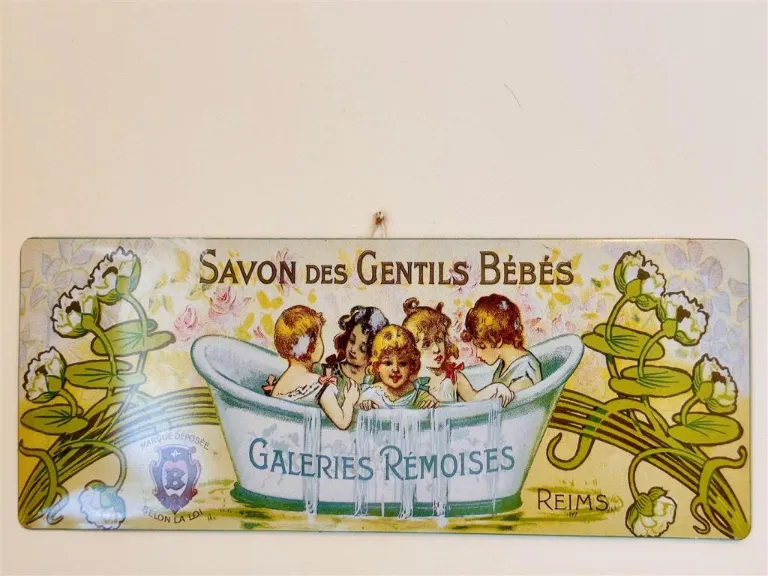 SAVON DES GENTILS BÉBÉS
GALERIES RÉMOISES
MARQUE DÉPOSÉE
B
SELON LA LOI
REIMS